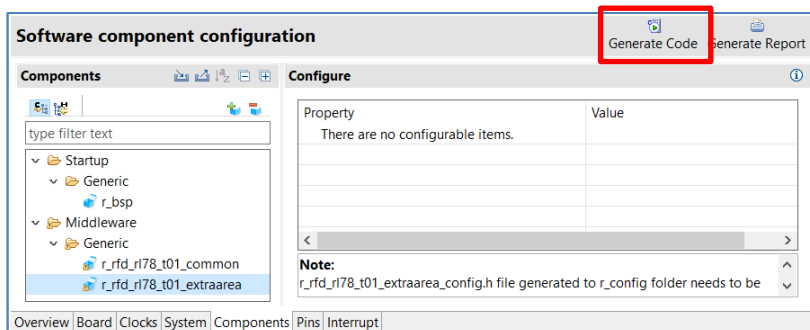 Software component configuration
Generate Code Generate Report
Components
Configure
type filter text
Startup
Generic
r_bsp
Middleware
Generic
r_rfd_rl78_t01_common
r_rfd_rl78_t01_extraarea
Property Value
There are no configurable items.
Note:
r_rfd_rl78_t01_extraarea_config.h file generated to r_config folder needs to be
Overview Board Clocks System Components Pins Interrupt